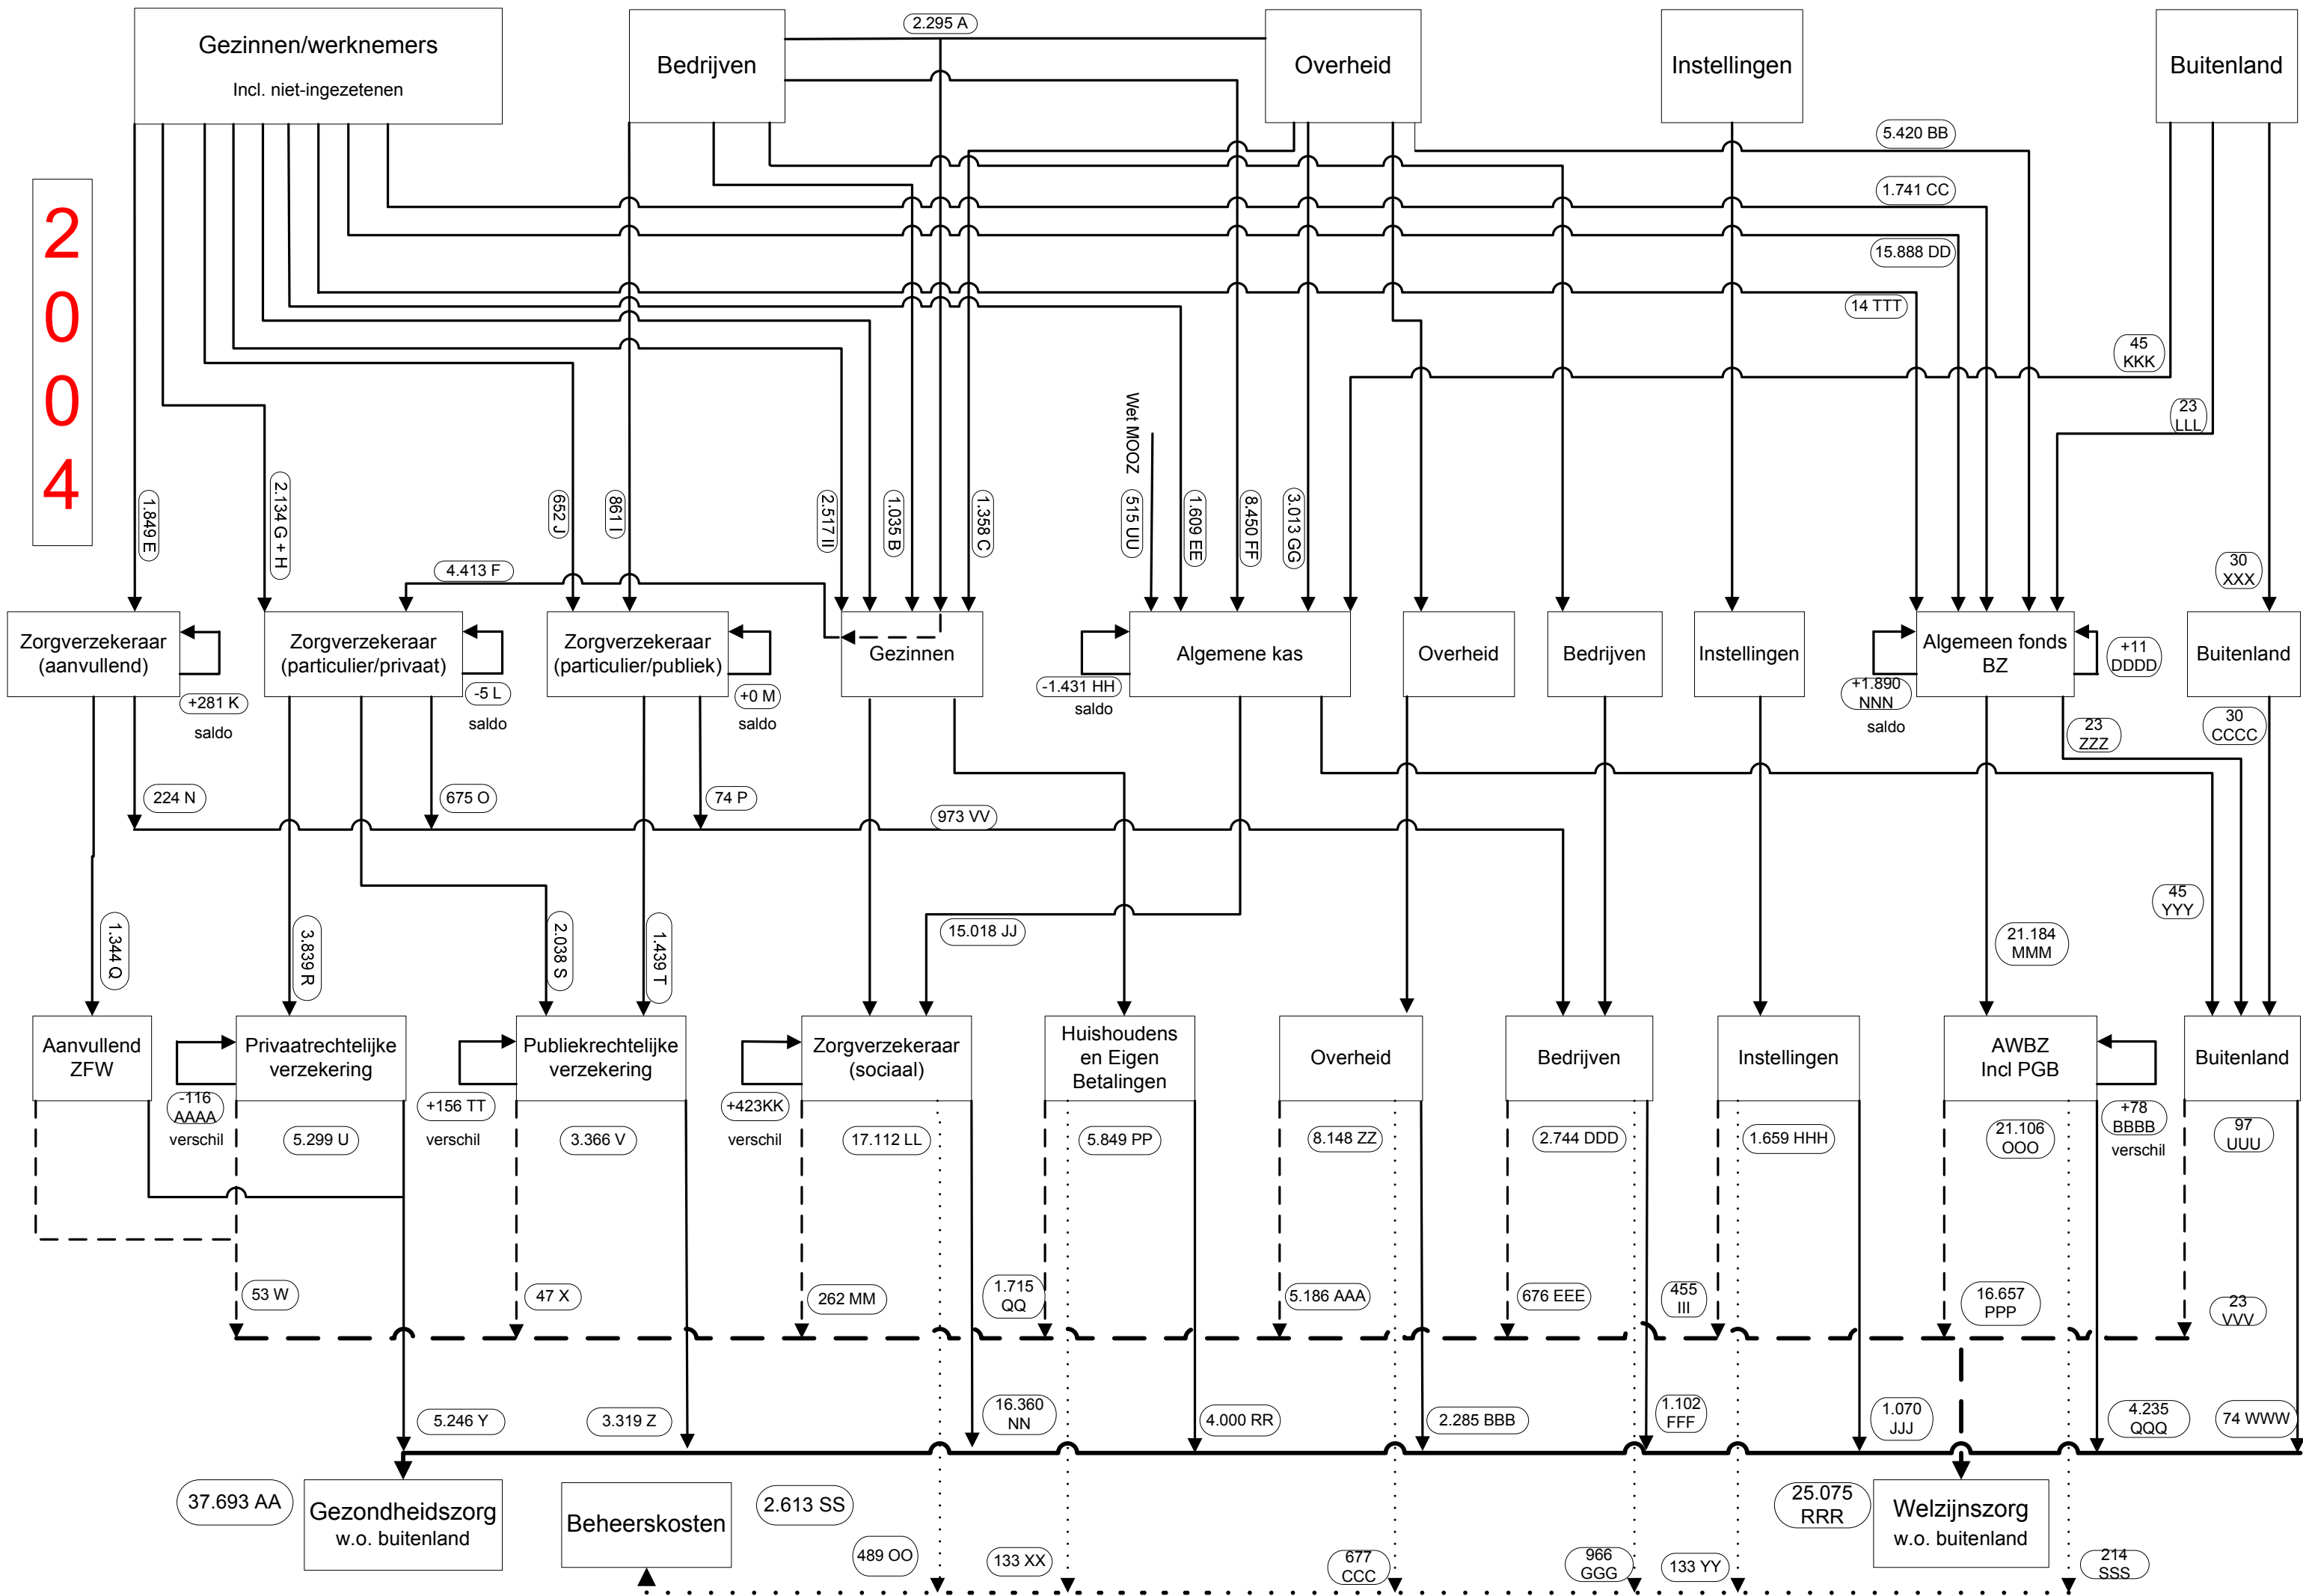 Gezinnen/werknemers
Incl. niet-ingezetenen
Bedrijven
2.295 A
Overheid
Instellingen
Buitenland
2
0
0
4
5.420 BB
1.741 CC
15.888 DD
14 TTT
45
KKK
23
LLL
Wet MOOZ
1.849 E
2.134 G + H
652 J
861 I
2.517 II
1.035 B
1.358 C
515 UU
1.609 EE
8.450 FF
3.013 GG
4.413 F
30
XXX
Zorgverzekeraar
(aanvullend)
Zorgverzekeraar
(particulier/privaat)
Zorgverzekeraar
(particulier/publiek)
Gezinnen
Algemene kas
Overheid
Bedrijven
Instellingen
Algemeen fonds
BZ
+11
DDDD
Buitenland
+281 K
saldo
-5 L
saldo
+0 M
saldo
-1.431 HH
saldo
+1.890
NNN
saldo
23
ZZZ
30
CCCC
224 N
675 O
74 P
973 VV
1.344 Q
3.839 R
2.038 S
1.439 T
15.018 JJ
21.184
MMM
45
YYY
Aanvullend
ZFW
Privaatrechtelijke
verzekering
Publiekrechtelijke
verzekering
Zorgverzekeraar
(sociaal)
Huishoudens
en Eigen
Betalingen
Overheid
Bedrijven
Instellingen
AWBZ
Incl PGB
Buitenland
-116
AAAA
verschil
5.299 U
+156 TT
verschil
3.366 V
+423KK
verschil
17.112 LL
5.849 PP
8.148 ZZ
2.744 DDD
1.659 HHH
21.106
OOO
+78
BBBB
verschil
97
UUU
53 W
47 X
262 MM
1.715
QQ
5.186 AAA
676 EEE
455
III
16.657
PPP
23
VVV
5.246 Y
3.319 Z
16.360
NN
4.000 RR
2.285 BBB
1.102
FFF
1.070
JJJ
4.235
QQQ
74 WWW
37.693 AA
Gezondheidszorg
w.o. buitenland
Beheerskosten
2.613 SS
25.075
RRR
Welzijnszorg
w.o. buitenland
489 OO
133 XX
677
CCC
966
GGG
133 YY
214
SSS